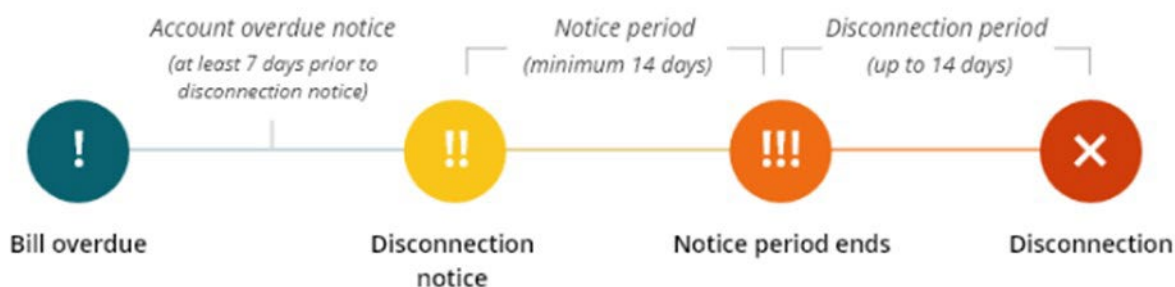 Account overdue notice
(at least 7 days prior to
disconnection notice)
Notice period
(minimum 14 days)
Disconnection period
(up to 14 days)
!
!!
!!!
Bill overdue
Disconnection
notice
Notice period ends
Disconnection